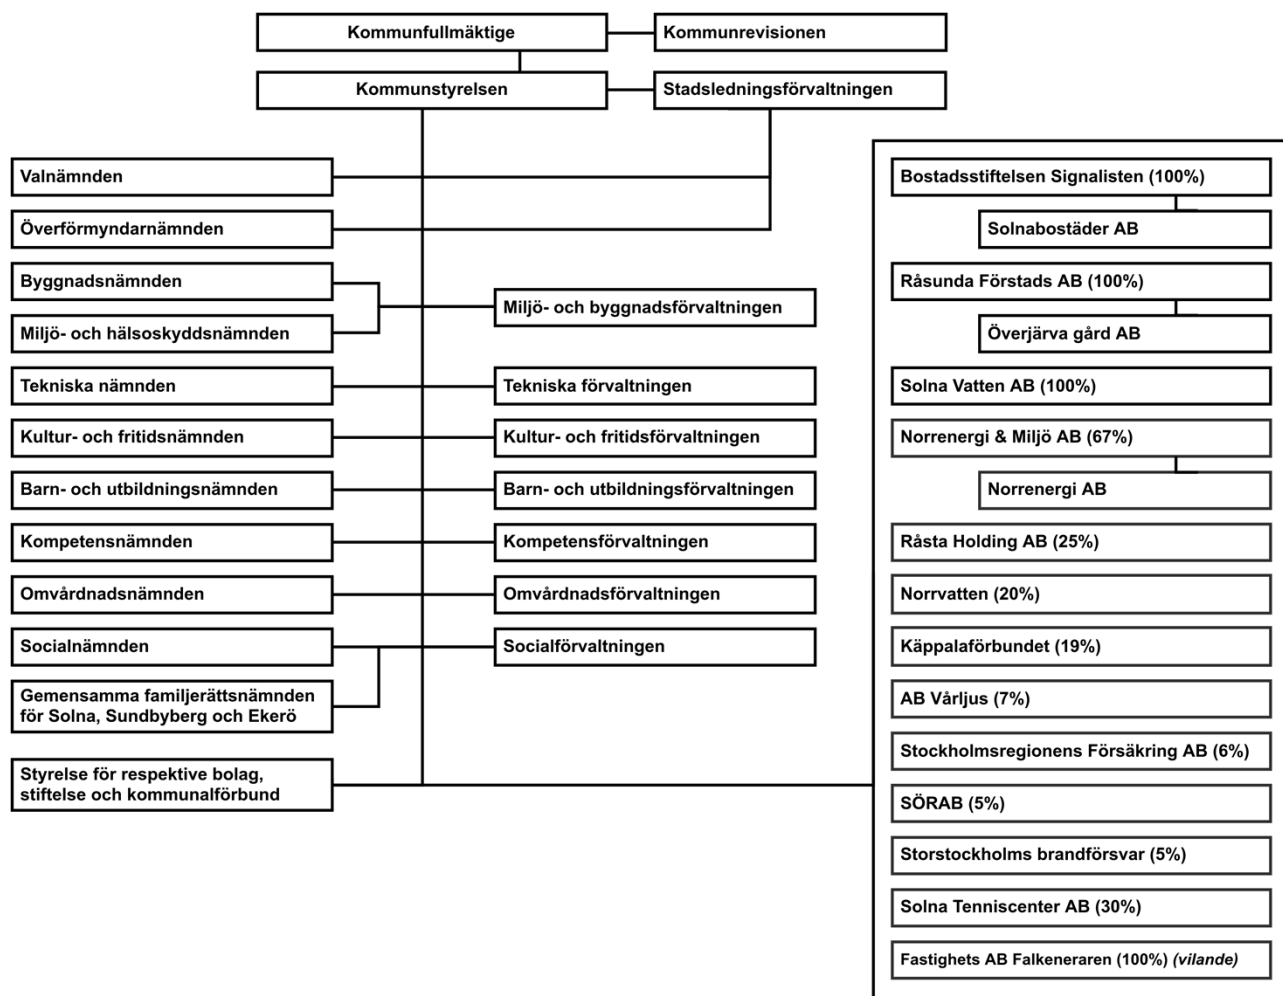 Kommunfullmäktige
Kommunrevisionen
Kommunstyrelsen
Stadsledningsförvaltningen
Valnämnden
Överförmyndarnämnden
Byggnadsnämnden
Miljö- och hälsoskyddsnämnden
Miljö- och byggnadsförvaltningen
Tekniska nämnden
Tekniska förvaltningen
Kultur- och fritidsnämnden
Kultur- och fritidsförvaltningen
Barn- och utbildningsnämnden
Barn- och utbildningsförvaltningen
Kompetensnämnden
Kompetensförvaltningen
Omvårdnadsnämnden
Omvårdnadsförvaltningen
Socialnämnden
Socialförvaltningen
Gemensamma familjerättsnämnden
för Solna, Sundbyberg och Ekerö
Styrelse för respektive bolag,
stiftelse och kommunalförbund
Bostadsstiftelsen Signalisten (100%)
Solnabostäder AB
Råsunda Förstads AB (100%)
Överjärva gård AB
Solna Vatten AB (100%)
Norrenergi & Miljö AB (67%)
Norrenergi AB
Råsta Holding AB (25%)
Norrvatten (20%)
Käppalaförbundet (19%)
AB Vårljus (7%)
Stockholmsregionens Försäkring AB (6%)
SÖRAB (5%)
Storstockholms brandförsvar (5%)
Solna Tenniscenter AB (30%)
Fastighets AB Falkeneraren (100%) (vilande)